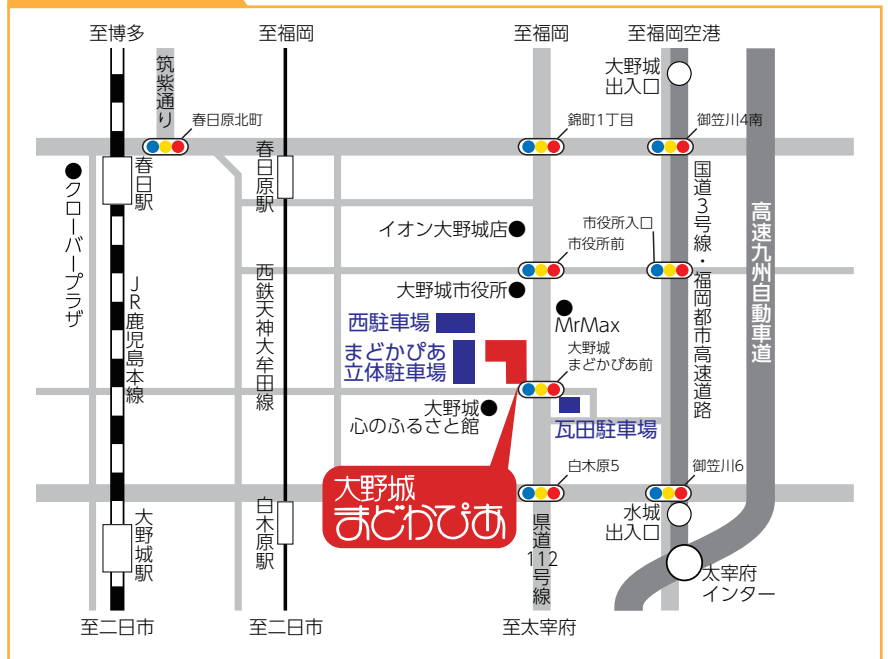 至博多
至福岡
至福岡
至福岡空港
大野城
出入口
筑紫通り
春日原北町
錦町1丁目
御笠川4南
春日駅
春日原駅
クローバープラザ
国道3号線・福岡都市高速道路
高速九州自動車道
イオン大野城店
市役所入口
市役所前
JR鹿児島本線
西鉄天神大牟田線
大野城市役所
西駐車場
MrMax
まどかぴあ
立体駐車場
大野城
まどかぴあ前
大野城
心のふるさと館
瓦田駐車場
白木原5
御笠川6
大野城
まどかぴあ
大野城駅
白木原駅
県道112号線
水城
出入口
太宰府
インター
至二日市
至二日市
至太宰府